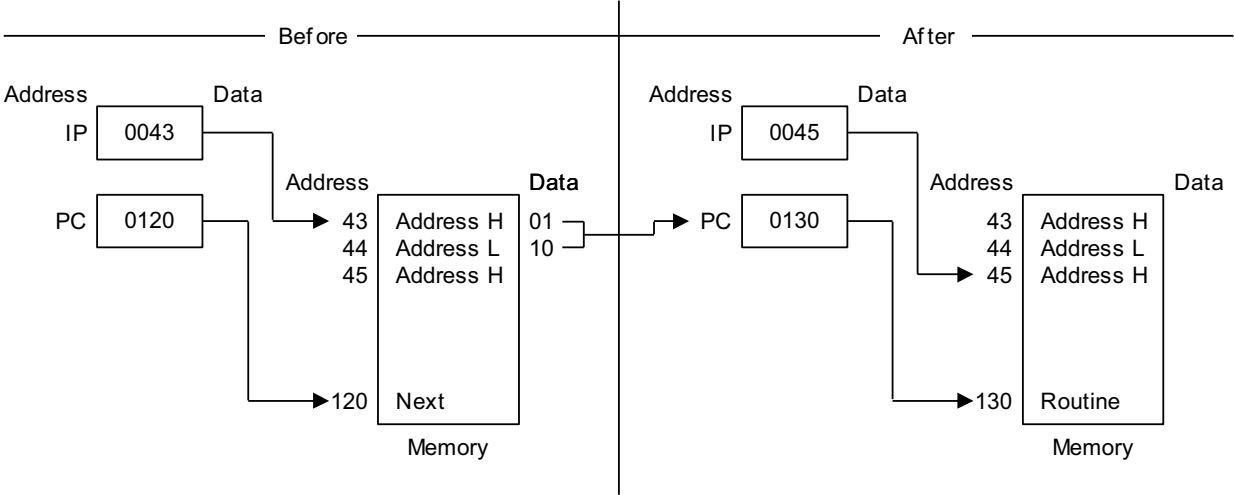 Before
After
Address
Data
IP
0043
Address
Data
PC
0120
43
Address H
01
44
Address L
10
45
Address H
120
Next
Memory
Address
Data
IP
0045
Address
Data
PC
0130
43
Address H
44
Address L
45
Address H
130
Routine
Memory